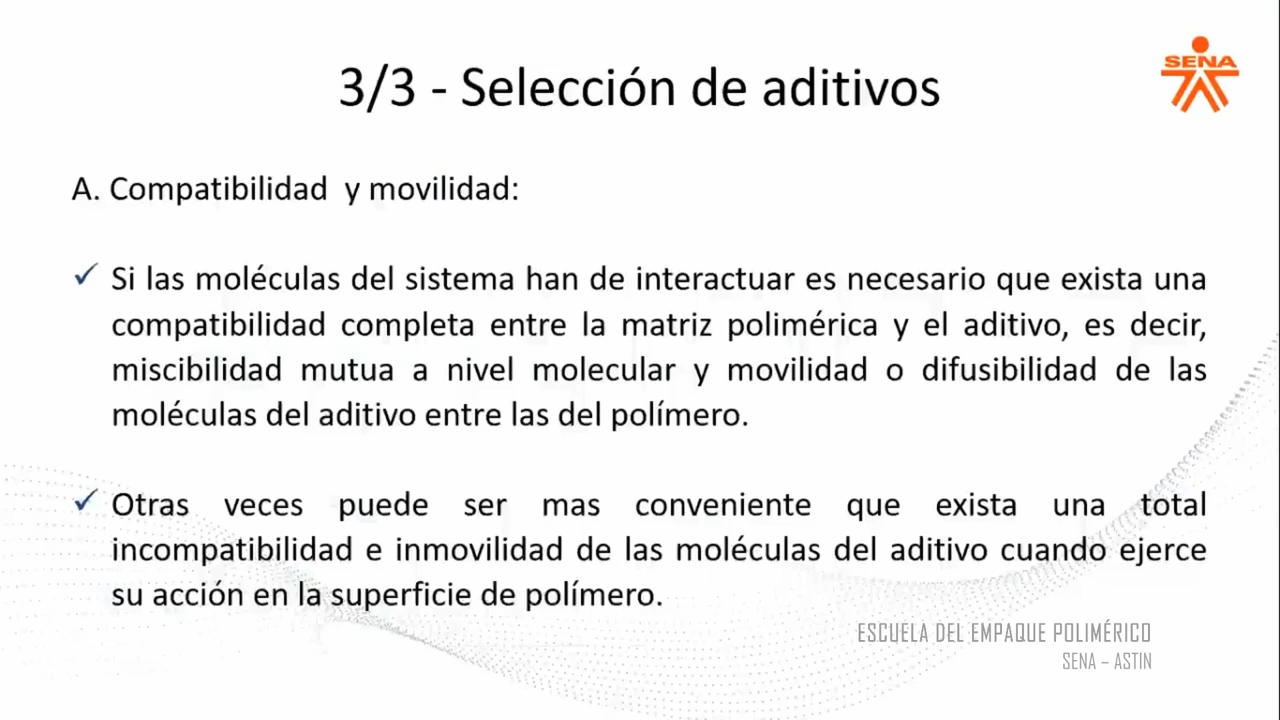 3/3 - Selección de aditivos
SENA
A. Compatibilidad y movilidad:
✓ Si las moléculas del sistema han de interactuar es necesario que exista una
compatibilidad completa entre la matriz polimérica y el aditivo, es decir,
miscibilidad mutua a nivel molecular y movilidad o difusibilidad de las
moléculas del aditivo entre las del polímero.
✓ Otras veces puede ser mas conveniente que exista una total
incompatibilidad e inmovilidad de las moléculas del aditivo cuando ejerce
su acción en la superficie de polímero.
ESCUELA DEL EMPAQUE POLIMÉRICO
SENA – ASTIN